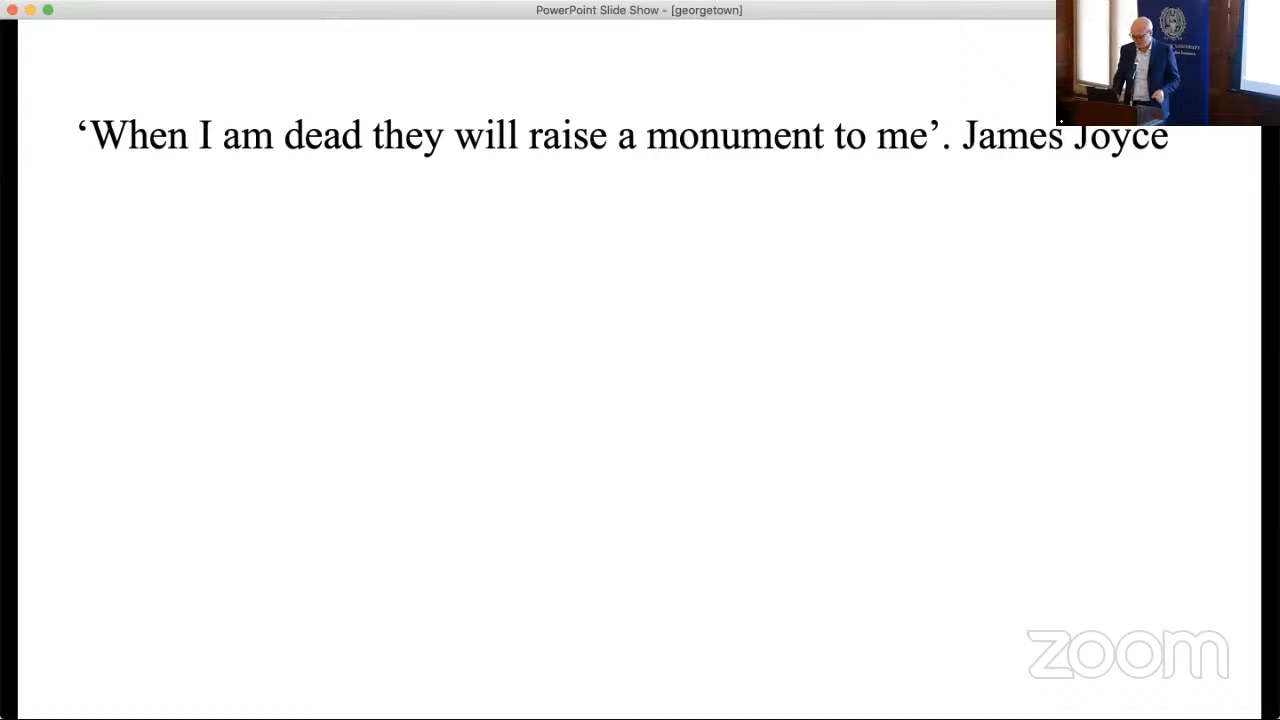 PowerPoint Slide Show - [georgetown]
‘When I am dead they will raise a monument to me’. James Joyce
zoom